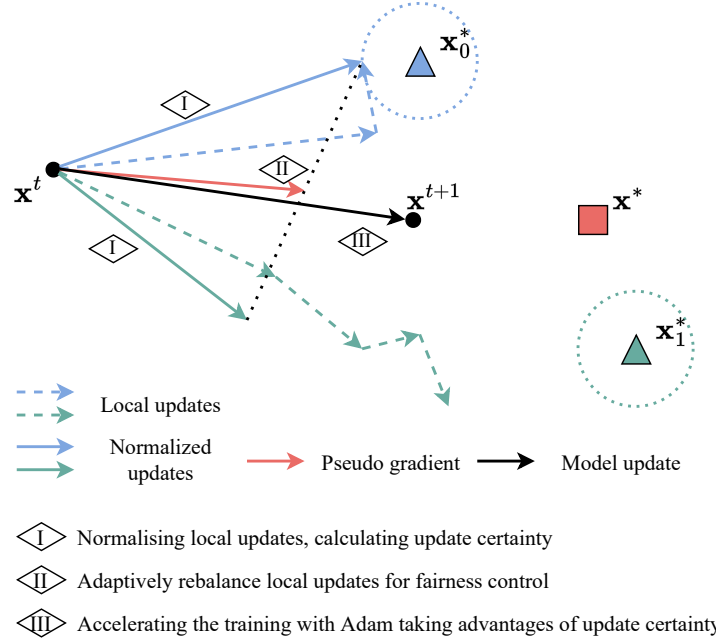 x₀*
I
II
xᵗ
xᵗ⁺¹
x*
III
I
x₁*
Local updates
Normalized
updates
Pseudo gradient
Model update
I Normalising local updates, calculating update certainty
II Adaptively rebalance local updates for fairness control
III Accelerating the training with Adam taking advantages of update certainty